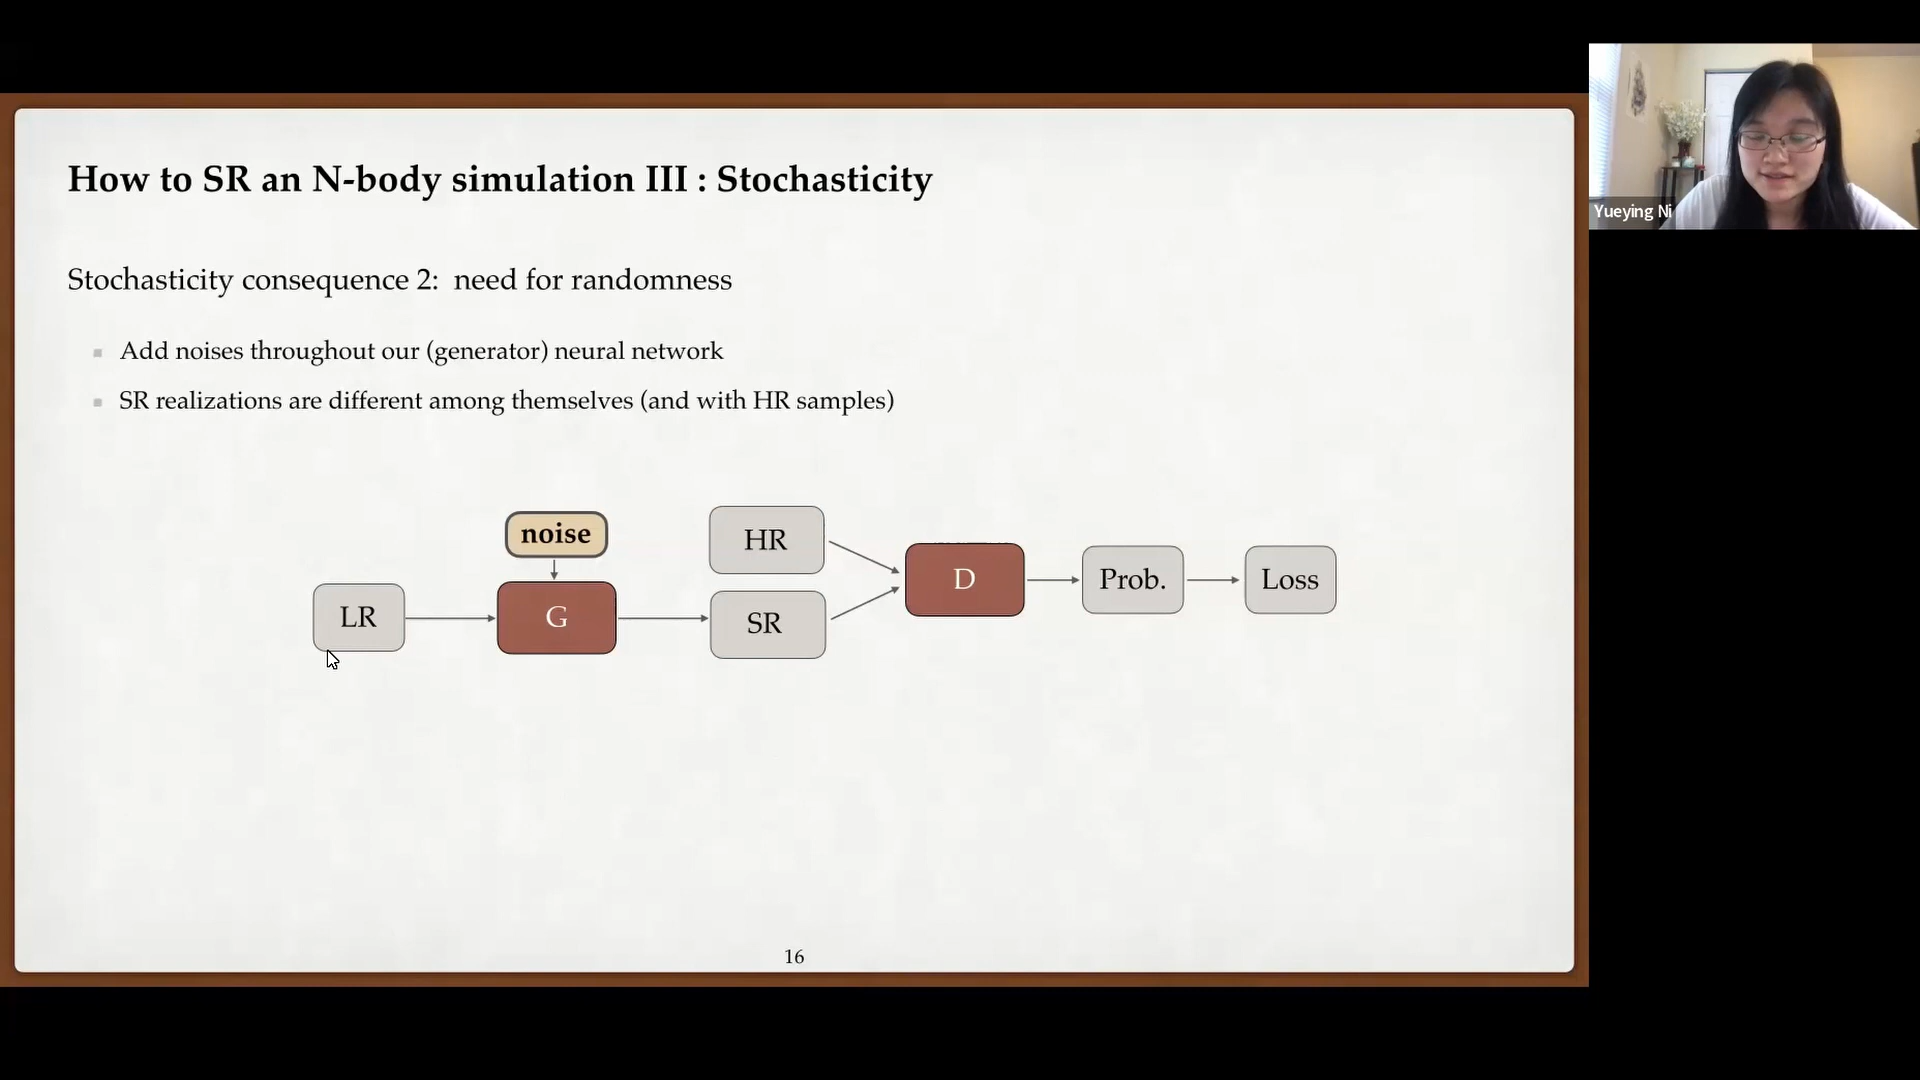 How to SR an N-body simulation III : Stochasticity
Yueying Ni
Stochasticity consequence 2: need for randomness
Add noises throughout our (generator) neural network
SR realizations are different among themselves (and with HR samples)
noise
HR
LR
G
SR
D
Prob.
Loss
16